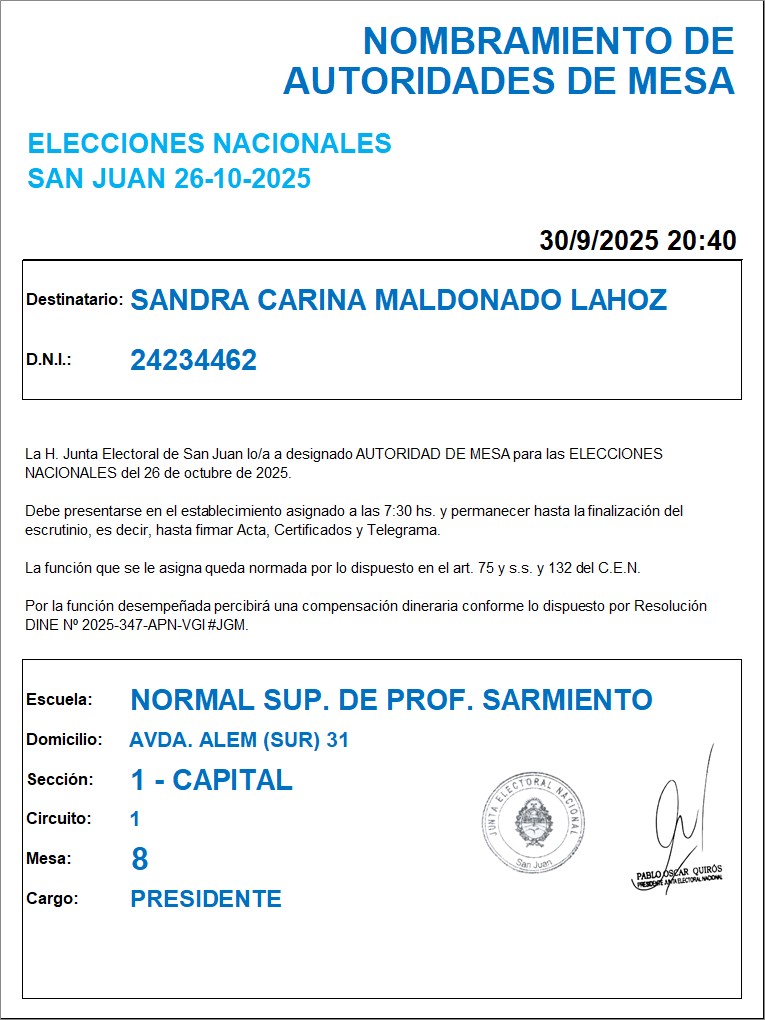 NOMBRAMIENTO DE
AUTORIDADES DE MESA
ELECCIONES NACIONALES
SAN JUAN 26-10-2025
30/9/2025 20:40
Destinatario: SANDRA CARINA MALDONADO LAHOZ
D.N.I.: 24234462
La H. Junta Electoral de San Juan lo/a a designado AUTORIDAD DE MESA para las ELECCIONES
NACIONALES del 26 de octubre de 2025.
Debe presentarse en el establecimiento asignado a las 7:30 hs. y permanecer hasta la finalización del
escrutinio, es decir, hasta firmar Acta, Certificados y Telegrama.
La función que se le asigna queda normada por lo dispuesto en el art. 75 y s.s. y 132 del C.E.N.
Por la función desempeñada percibirá una compensación dineraria conforme lo dispuesto por Resolución
DINE Nº 2025-347-APN-VGI#JGM.
Escuela: NORMAL SUP. DE PROF. SARMIENTO
Domicilio: AVDA. ALEM (SUR) 31
Sección: 1 - CAPITAL
Circuito: 1
Mesa: 8
Cargo: PRESIDENTE
JUNTA ELECTORAL NACIONAL
San Juan
PABLO OSCAR QUIRÓS
PRESIDENTE JUNTA ELECTORAL NACIONAL